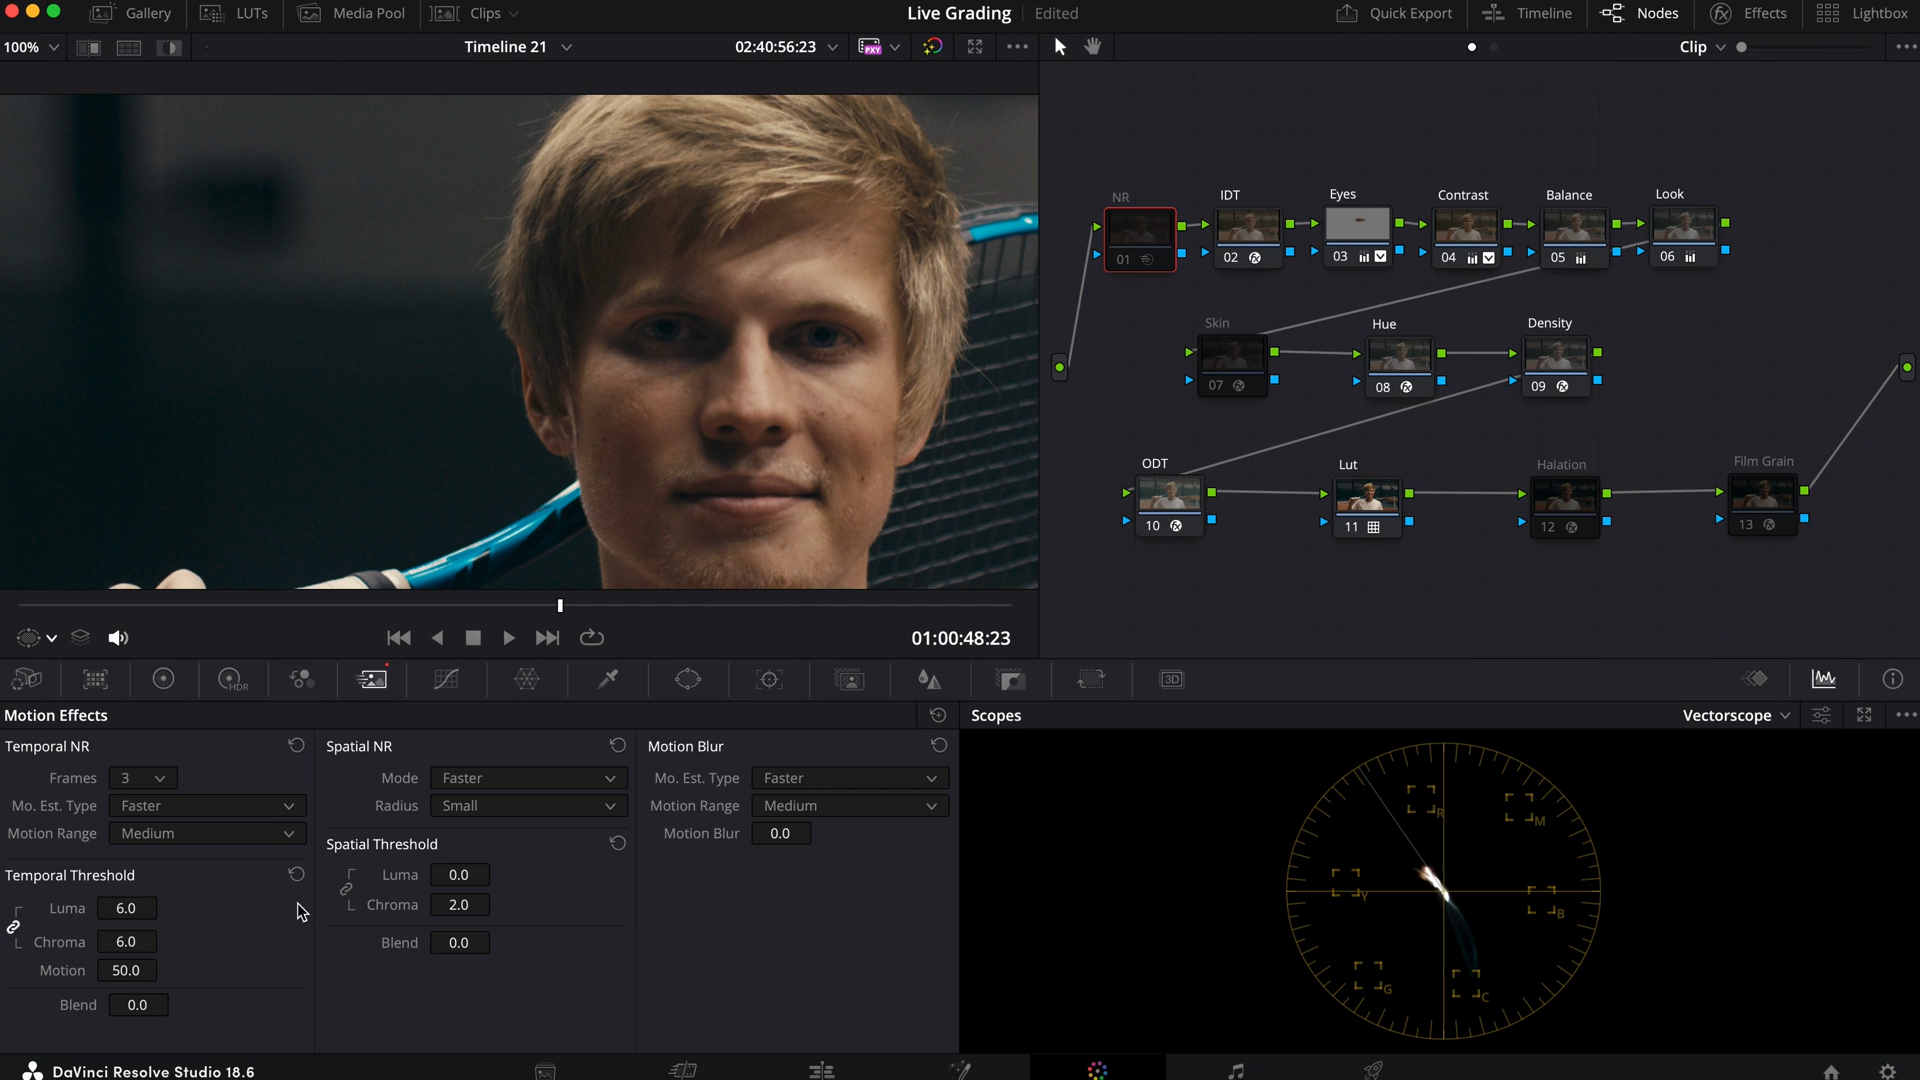 Gallery LUTs Media Pool Clips Live Grading Edited Quick Export Timeline Nodes Effects Lightbox
100% Timeline 21 02:40:56:23 PXY Clip
NR IDT Eyes Contrast Balance Look
01 02 03 04 05 06
Skin Hue Density
07 08 09
ODT Lut Halation Film Grain
10 11 12 13
01:00:48:23
HDR 3D
Motion Effects
Temporal NR
Frames 3
Mo. Est. Type Faster
Motion Range Medium
Temporal Threshold
Luma 6.0
Chroma 6.0
Motion 50.0
Blend 0.0
Spatial NR
Mode Faster
Radius Small
Spatial Threshold
Luma 0.0
Chroma 2.0
Blend 0.0
Motion Blur
Mo. Est. Type Faster
Motion Range Medium
Motion Blur 0.0
Scopes Vectorscope
R M
Y B
G C
DaVinci Resolve Studio 18.6